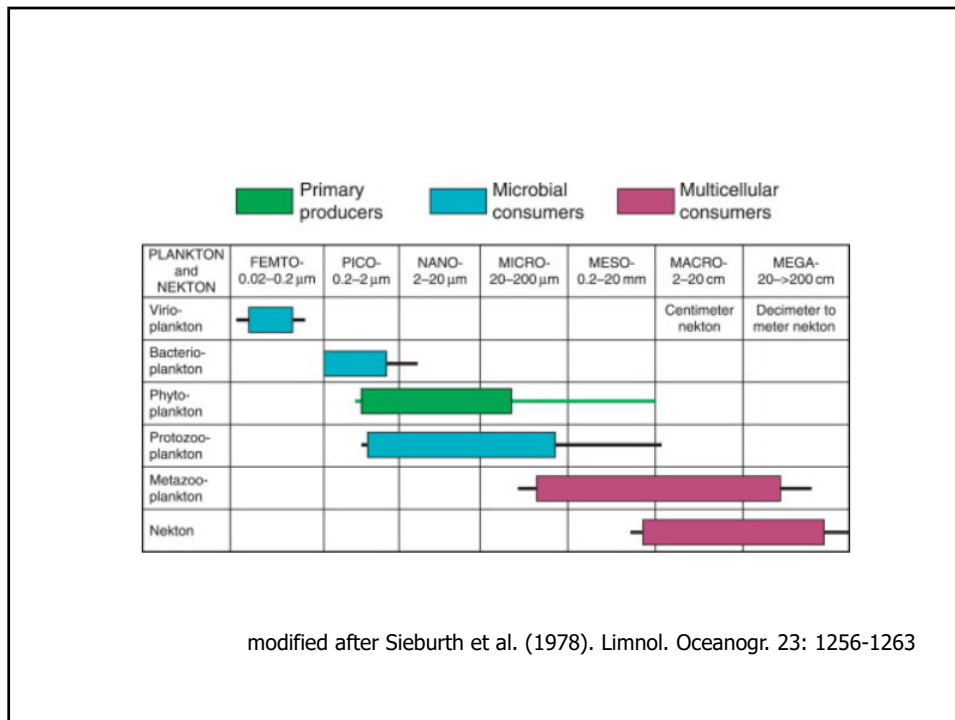 Primary
producers
Microbial
consumers
Multicellular
consumers
PLANKTON
and
NEKTON
FEMTO-
0.02–0.2 µm
PICO-
0.2–2 µm
NANO-
2–20 µm
MICRO-
20–200 µm
MESO-
0.2–20 mm
MACRO-
2–20 cm
MEGA-
20–>200 cm
Virio-
plankton
Centimeter
nekton
Decimeter to
meter nekton
Bacterio-
plankton
Phyto-
plankton
Protozoo-
plankton
Metazoo-
plankton
Nekton
modified after Sieburth et al. (1978). Limnol. Oceanogr. 23: 1256-1263